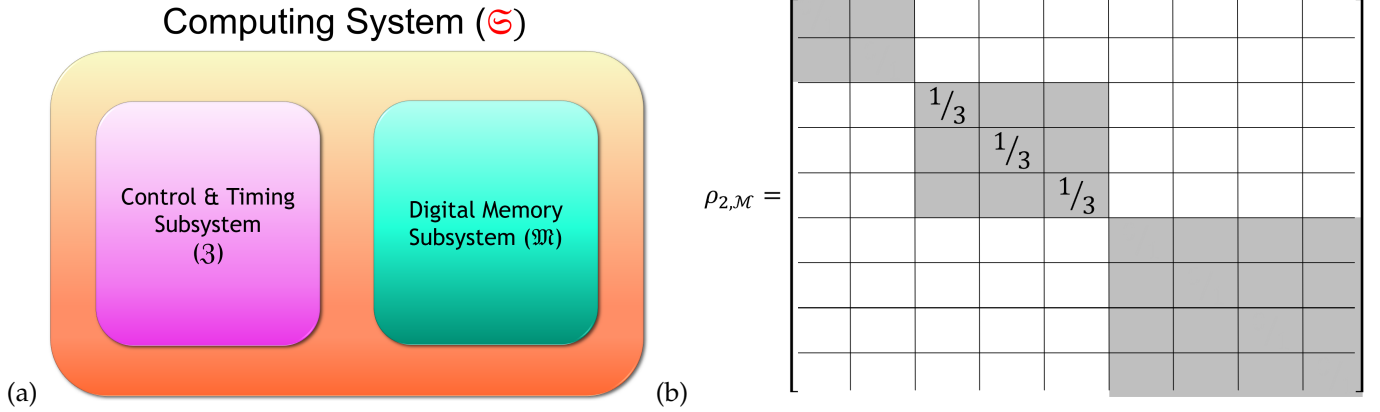 Computing System (𝔖)
Control & Timing
Subsystem
(ℨ)
Digital Memory
Subsystem (𝔐)
(a)
ρ₂,ℳ =
1/3
1/3
1/3
(b)